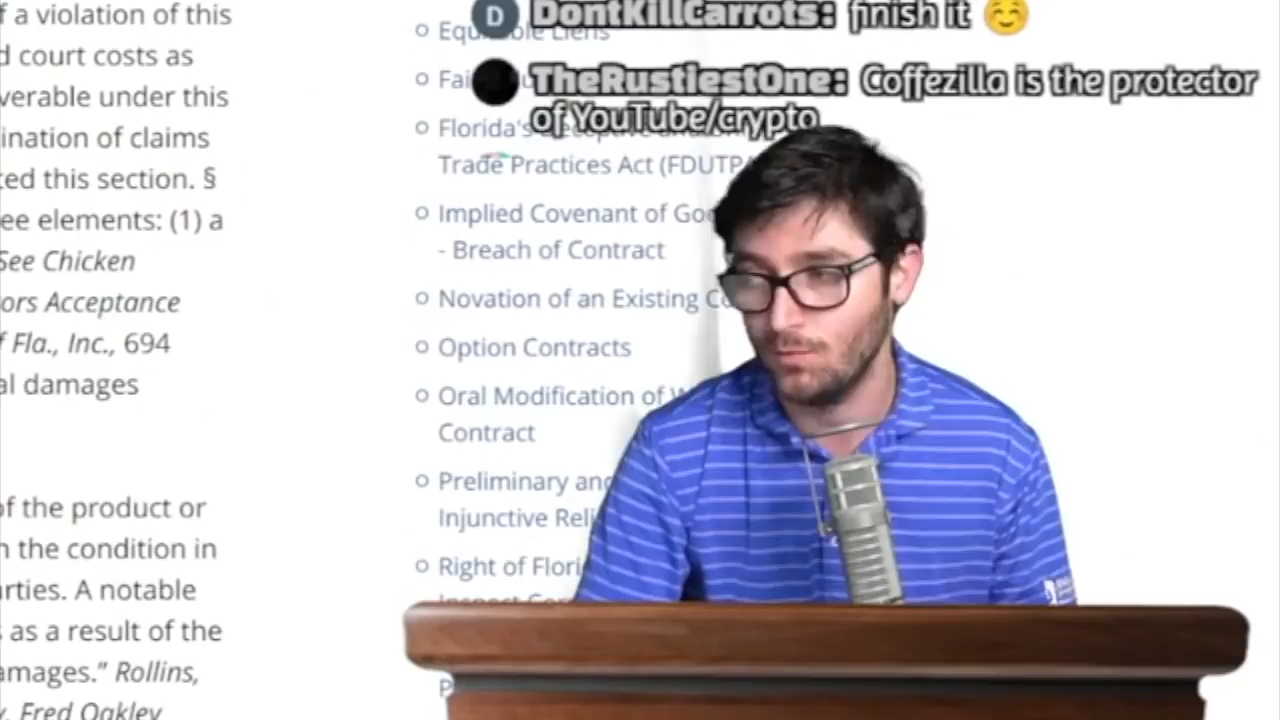 f a violation of this
d court costs as
verable under this
ination of claims
ted this section. §
ee elements: (1) a
See Chicken
ors Acceptance
f Fla., Inc., 694
al damages
of the product or
n the condition in
arties. A notable
s as a result of the
amages.” Rollins,
v. Fred Oakley
D DontKillCarrots: finish it ☺️
TheRustiestOne: Coffezilla is the protector
of YouTube/crypto
Liens
Florida's
Trade Practices Act (FDUTPA
Implied Covenant of Goo
- Breach of Contract
Novation of an Existing Co
Option Contracts
Oral Modification of W
Contract
Preliminary and
Injunctive Reli
Right of Flori